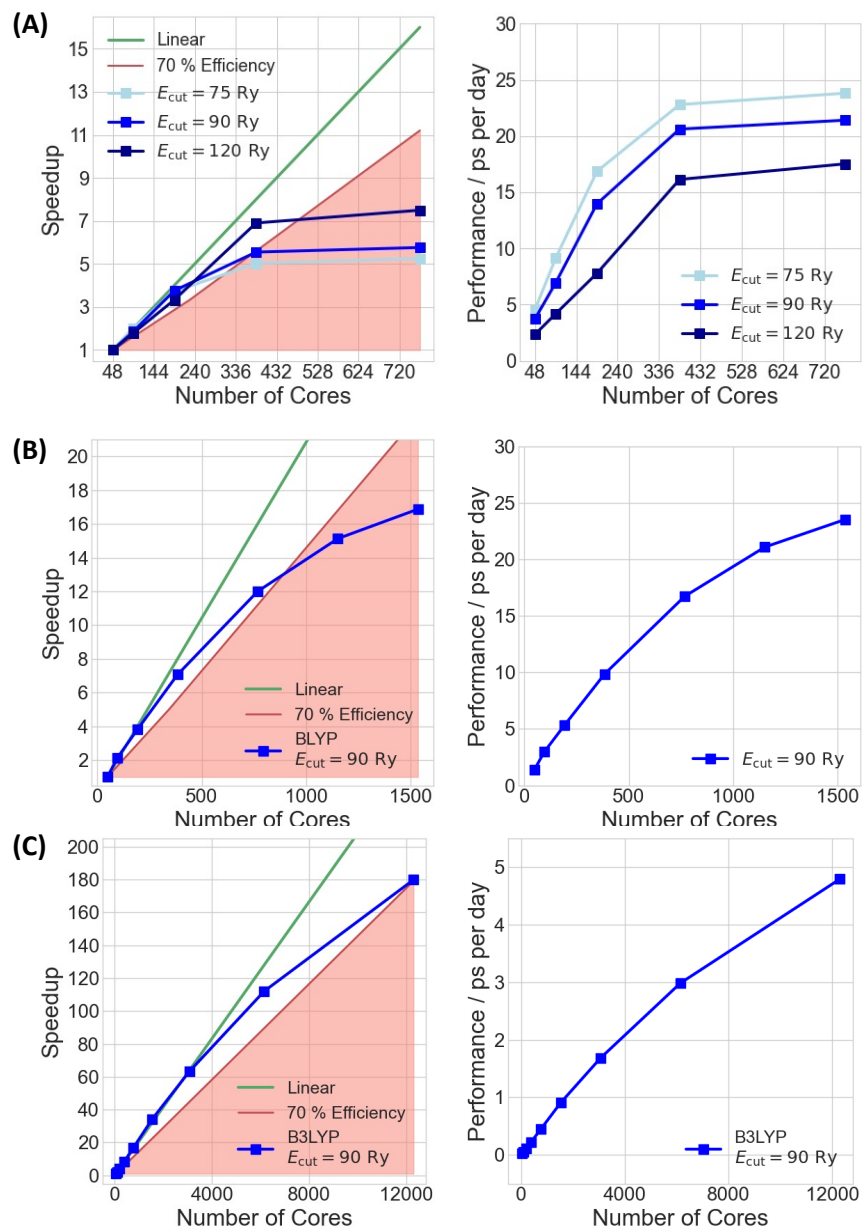 (A)
Speedup
15
13
11
9
7
5
3
1
Linear
70 % Efficiency
E_cut = 75 Ry
E_cut = 90 Ry
E_cut = 120 Ry
48 144 240 336 432 528 624 720
Number of Cores
Performance / ps per day
30
25
20
15
10
5
0
E_cut = 75 Ry
E_cut = 90 Ry
E_cut = 120 Ry
48 144 240 336 432 528 624 720
Number of Cores
(B)
Speedup
20
18
16
14
12
10
8
6
4
2
Linear
70 % Efficiency
BLYP
E_cut = 90 Ry
0 500 1000 1500
Number of Cores
Performance / ps per day
30
25
20
15
10
5
0
E_cut = 90 Ry
0 500 1000 1500
Number of Cores
(C)
Speedup
200
180
160
140
120
100
80
60
40
20
0
Linear
70 % Efficiency
B3LYP
E_cut = 90 Ry
0 4000 8000 12000
Number of Cores
Performance / ps per day
5
4
3
2
1
0
B3LYP
E_cut = 90 Ry
0 4000 8000 12000
Number of Cores